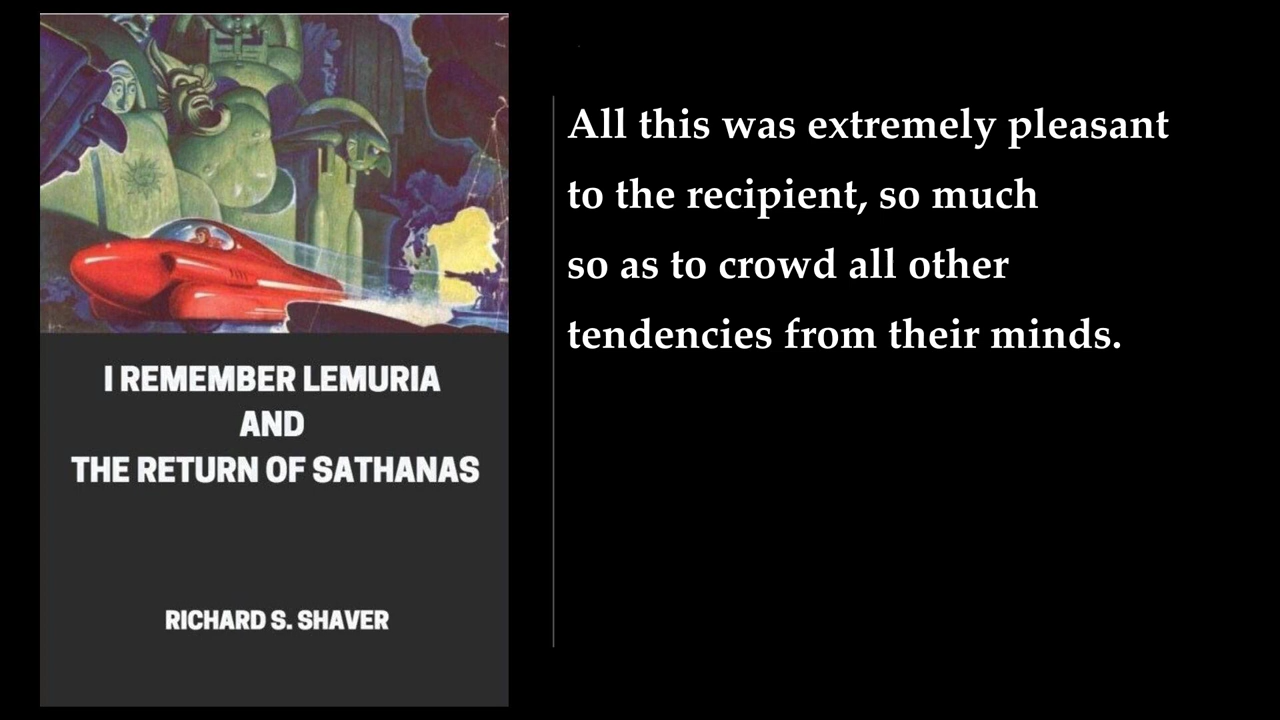 I REMEMBER LEMURIA
AND
THE RETURN OF SATHANAS
RICHARD S. SHAVER
All this was extremely pleasant
to the recipient, so much
so as to crowd all other
tendencies from their minds.